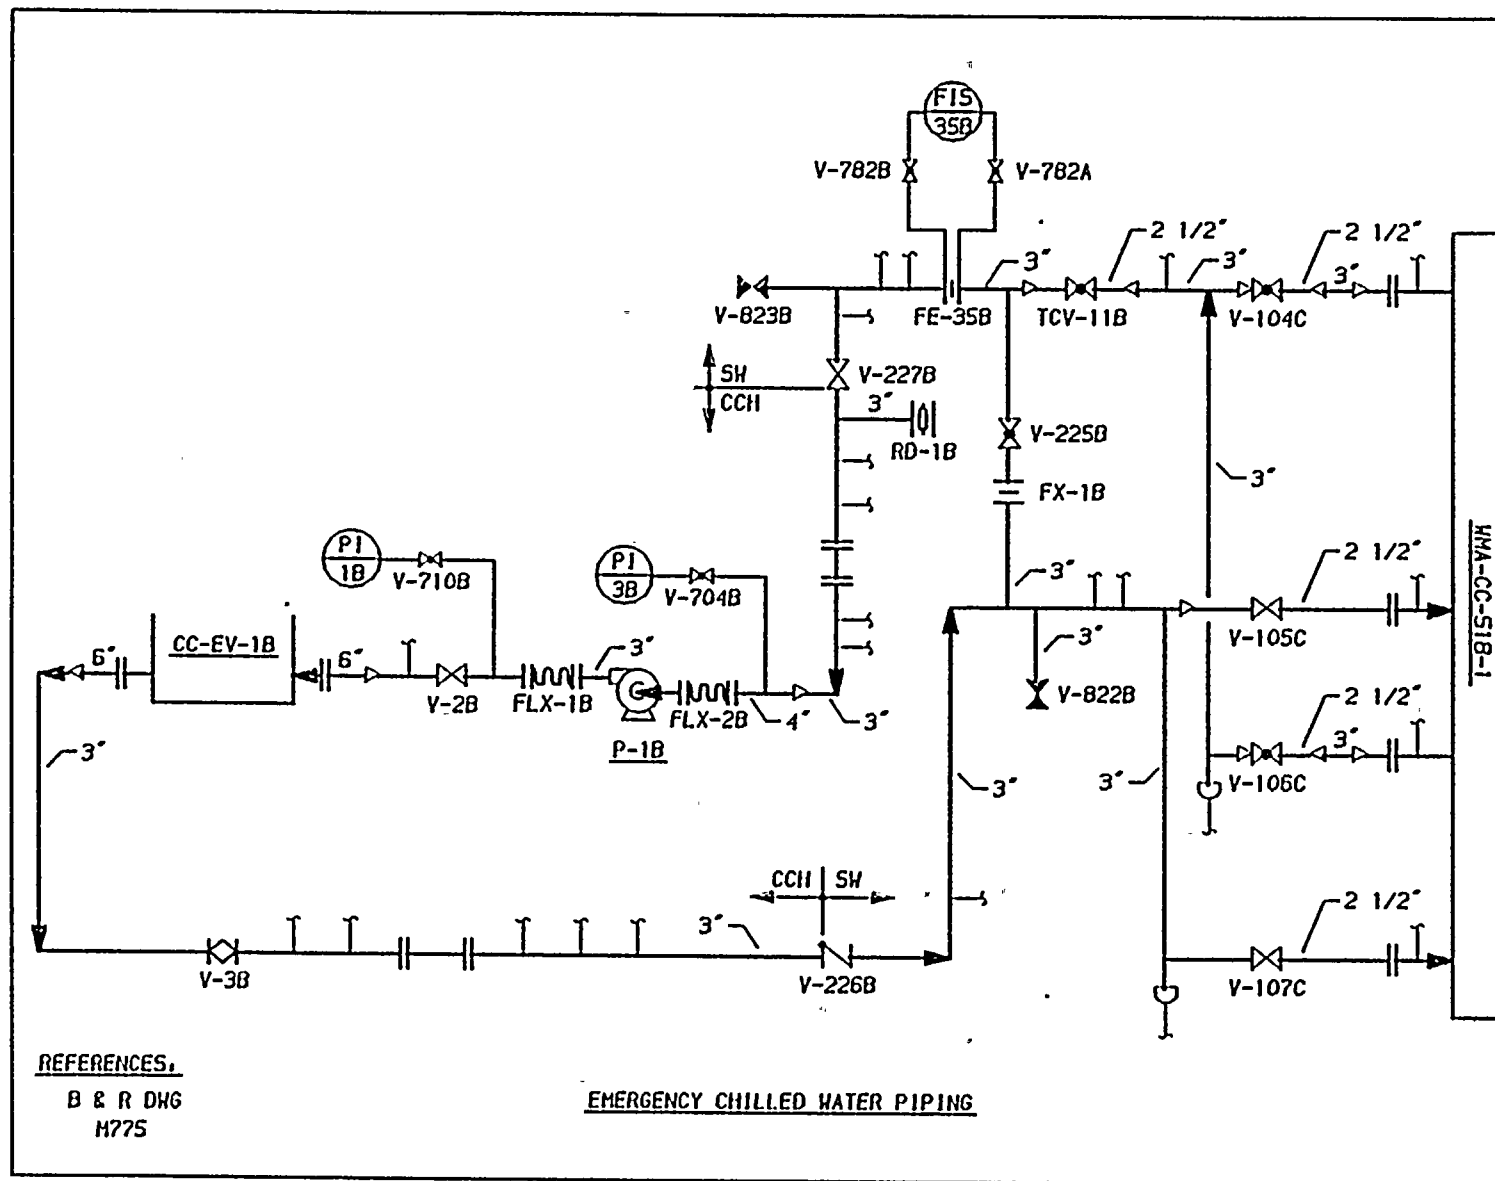 FIS
35B
V-782B
V-782A
2 1/2"
2 1/2"
3"
3"
3"
V-823B
FE-35B
TCV-11B
V-104C
SW
CCH
V-227B
3"
RD-1B
V-225B
3"
FX-1B
PI
1B
V-710B
PI
3B
V-704B
3"
2 1/2"
WMA-CC-51B-1
V-105C
6"
CC-EV-1B
6"
3"
3"
V-2B
FLX-1B
FLX-2B
4"
3"
V-822B
2 1/2"
P-1B
3"
3"
3"
3"
V-106C
CCH
SW
2 1/2"
3"
V-3B
V-226B
V-107C
REFERENCES:
B & R DWG
M775
EMERGENCY CHILLED WATER PIPING